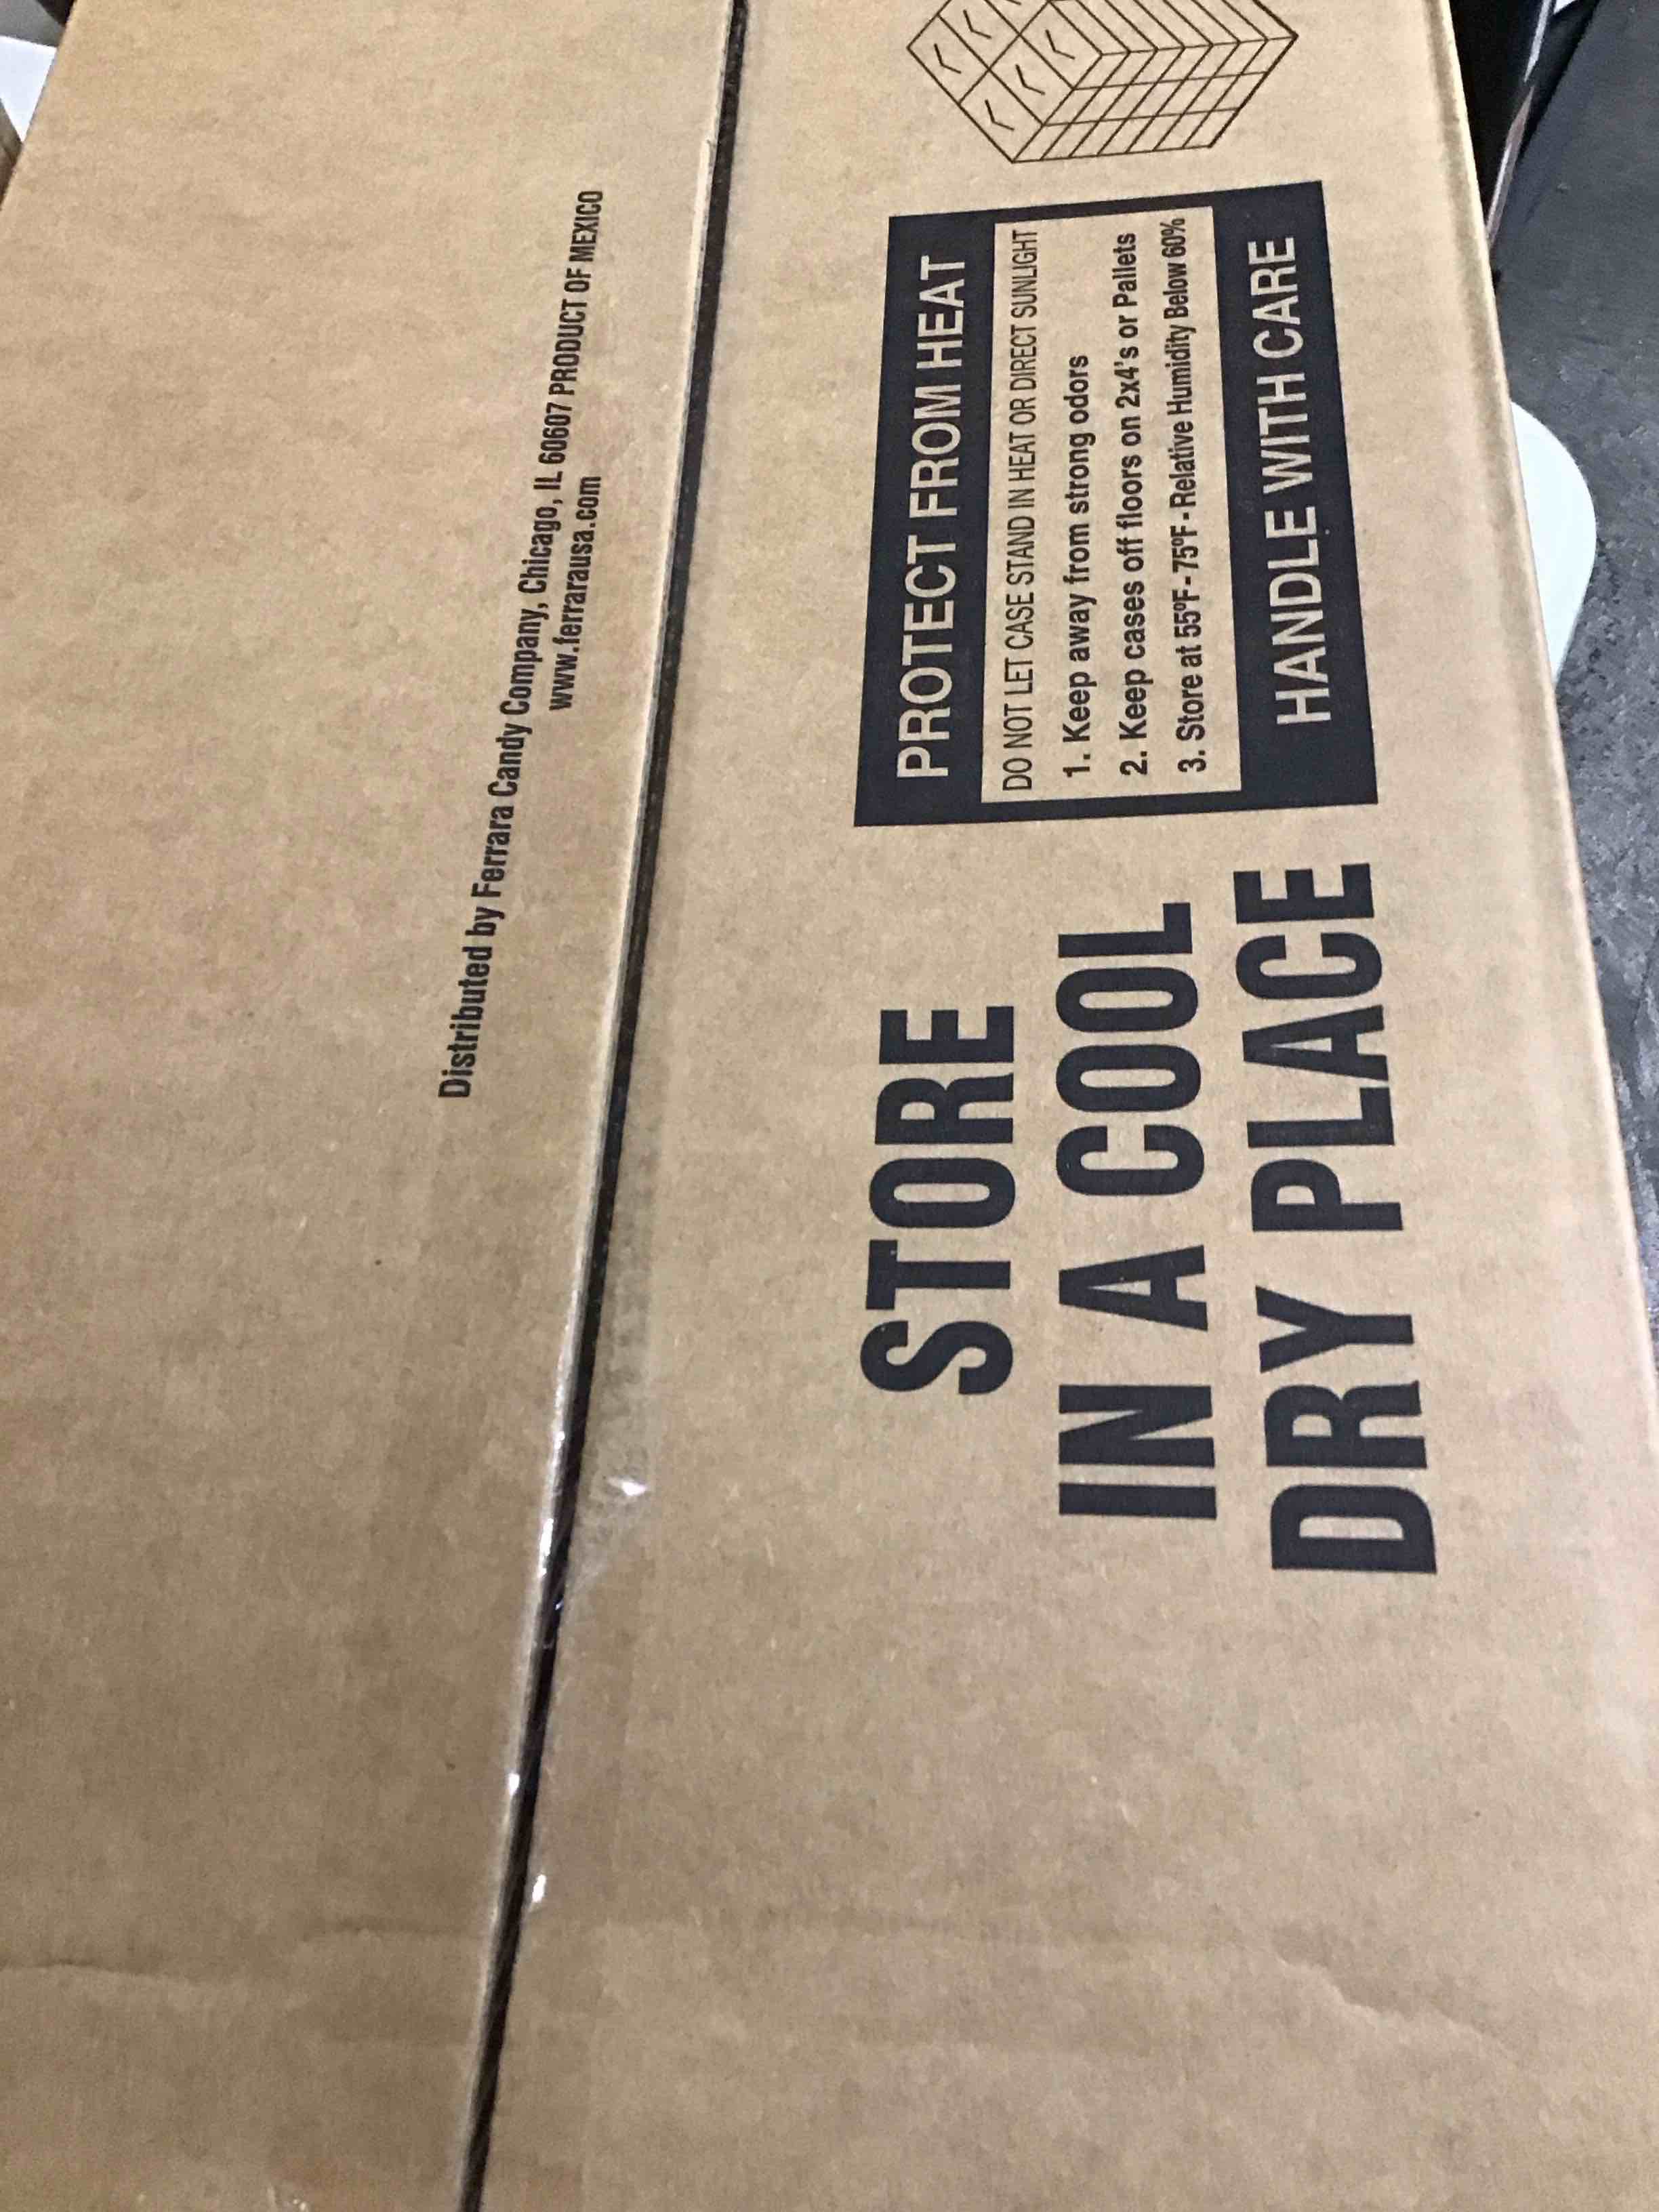 Distributed by Ferrara Candy Company, Chicago, IL 60607 PRODUCT OF MEXICO
www.ferrarausa.com
STORE
IN A COOL
DRY PLACE
PROTECT FROM HEAT
DO NOT LET CASE STAND IN HEAT OR DIRECT SUNLIGHT
1. Keep away from strong odors
2. Keep cases off floors on 2x4's or Pallets
3. Store at 55ºF - 75ºF - Relative Humidity Below 60%
HANDLE WITH CARE